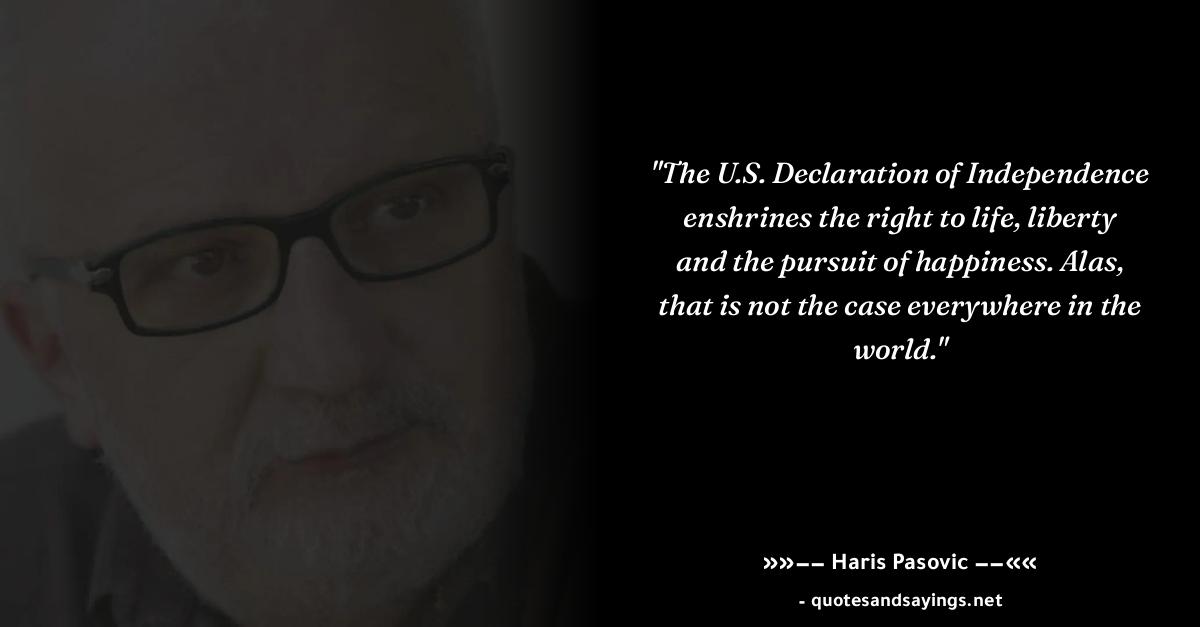 "The U.S. Declaration of Independence
enshrines the right to life, liberty
and the pursuit of happiness. Alas,
that is not the case everywhere in the
world."
»»–– Haris Pasovic ––««
- quotesandsayings.net